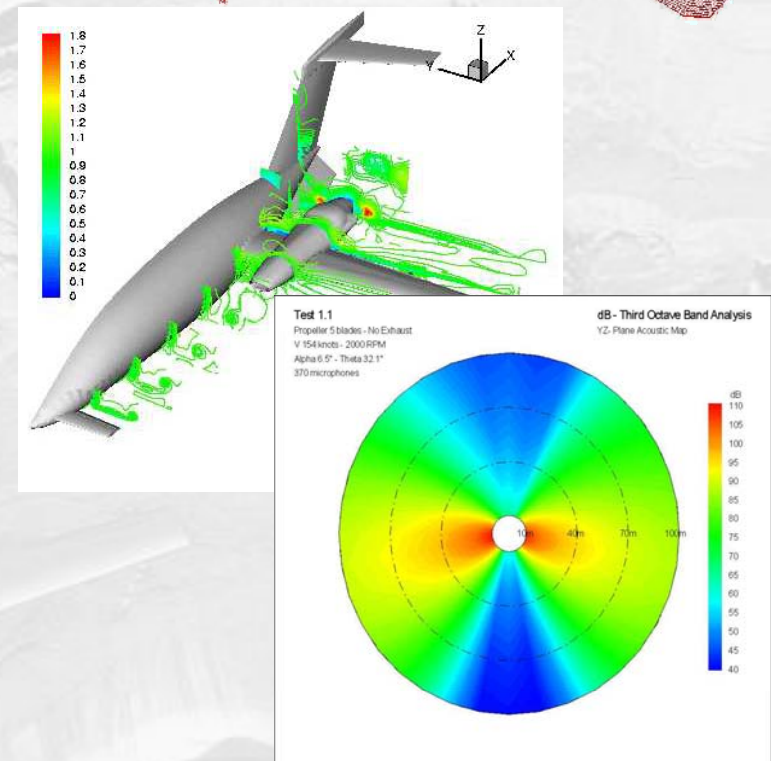 1.8
1.7
1.6
1.5
1.4
1.3
1.2
1.1
1
0.9
0.8
0.7
0.6
0.5
0.4
0.3
0.2
0.1
0
Z
Y
X
Test 1.1
Propeller 5 blades - No Exhaust
V 154 knots - 2000 RPM
Alpha 6.5° - Theta 32.1°
370 microphones
dB - Third Octave Band Analysis
YZ- Plane Acoustic Map
dB
110
105
100
95
90
85
80
75
70
65
60
55
50
45
40
10m 40m 70m 100m